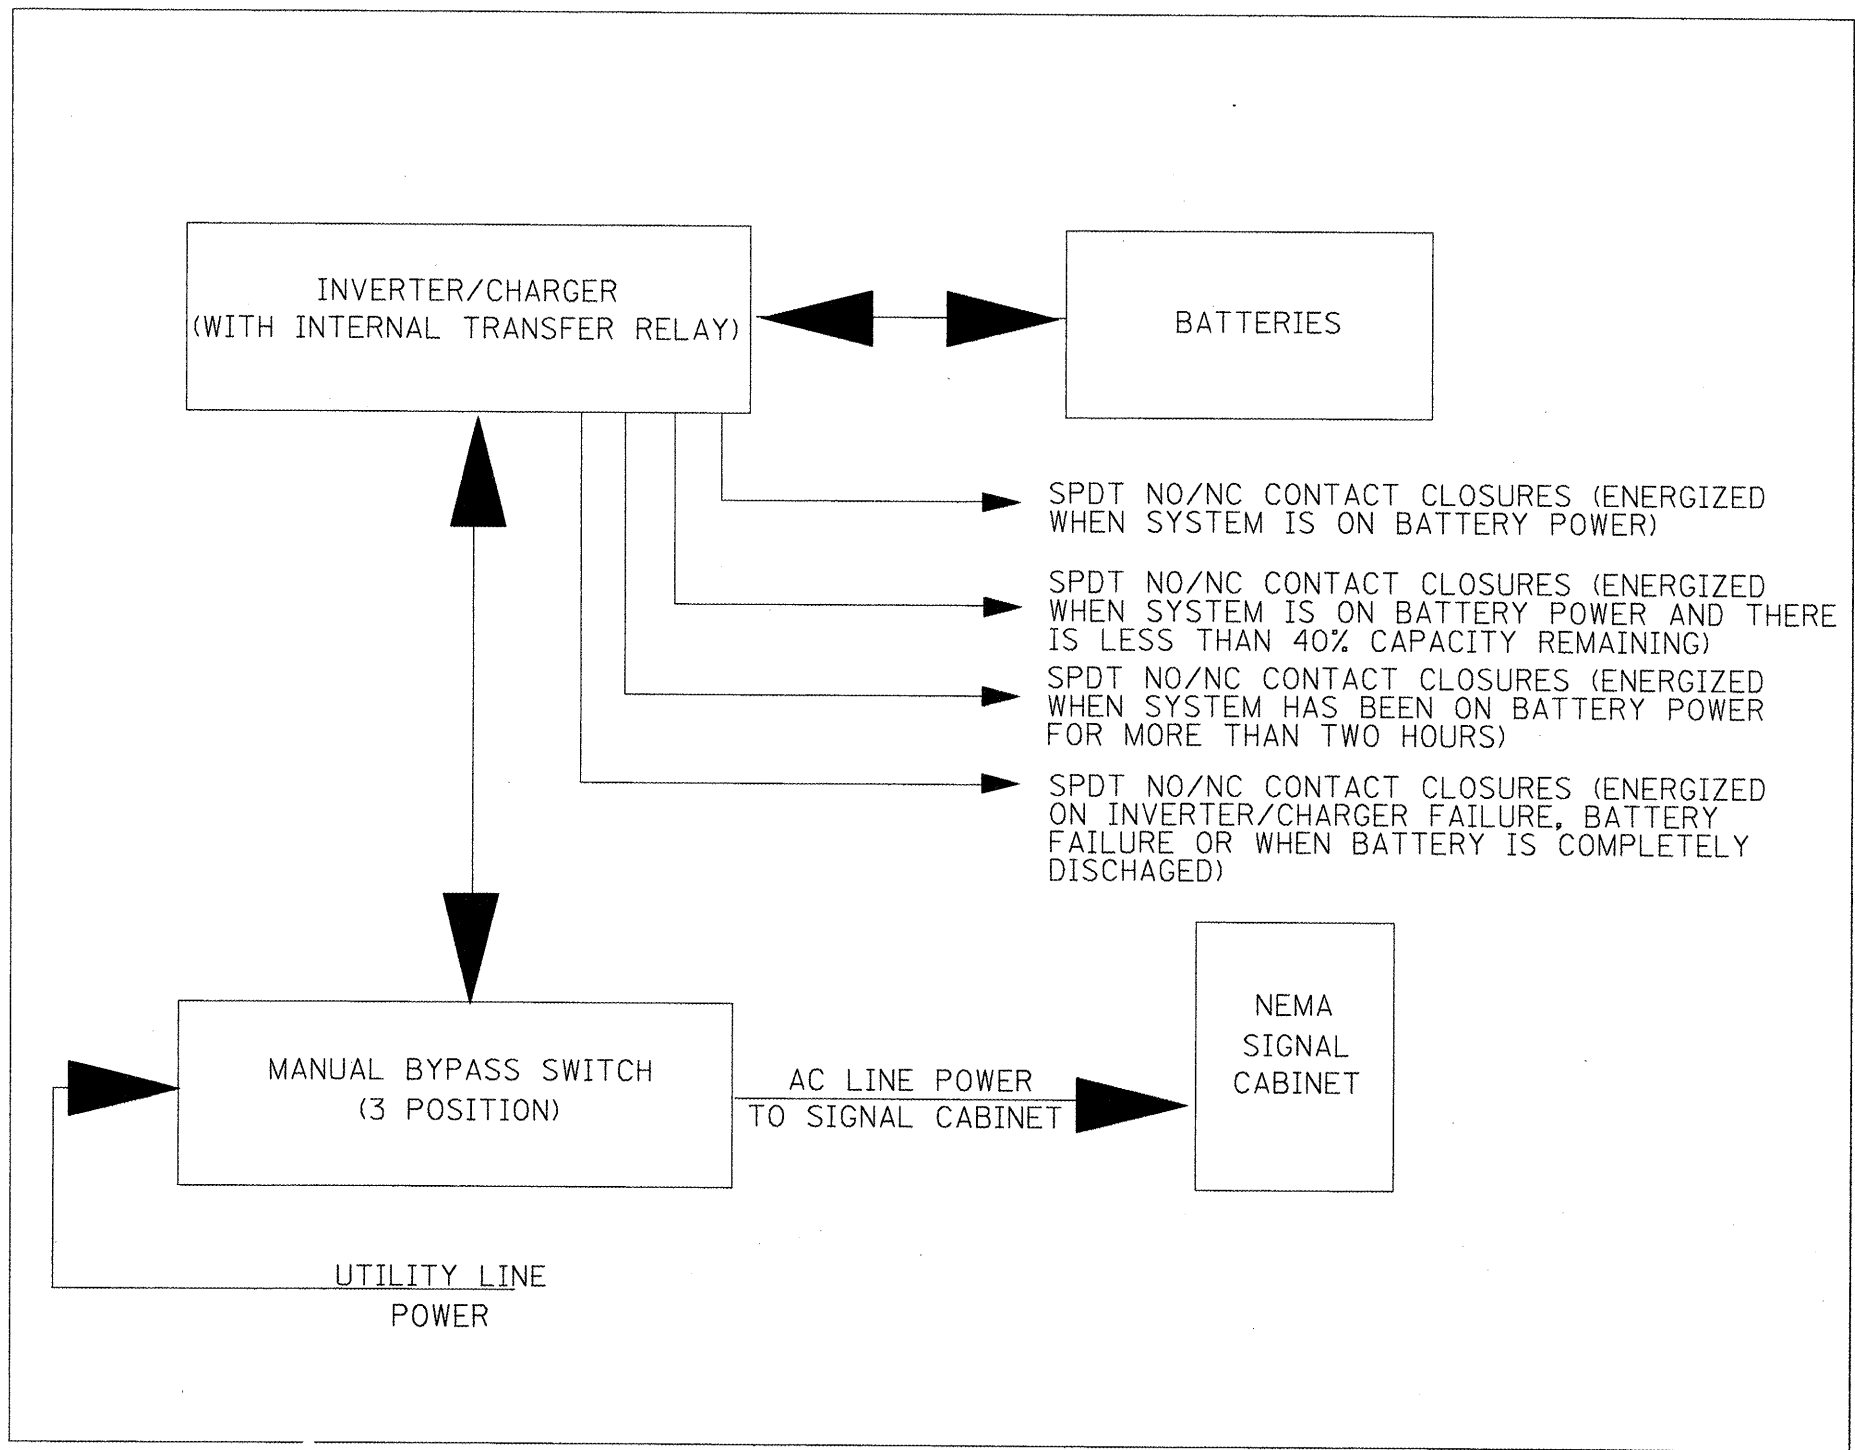 INVERTER/CHARGER
(WITH INTERNAL TRANSFER RELAY)
BATTERIES
SPDT NO/NC CONTACT CLOSURES (ENERGIZED
WHEN SYSTEM IS ON BATTERY POWER)
SPDT NO/NC CONTACT CLOSURES (ENERGIZED
WHEN SYSTEM IS ON BATTERY POWER AND THERE
IS LESS THAN 40% CAPACITY REMAINING)
SPDT NO/NC CONTACT CLOSURES (ENERGIZED
WHEN SYSTEM HAS BEEN ON BATTERY POWER
FOR MORE THAN TWO HOURS)
SPDT NO/NC CONTACT CLOSURES (ENERGIZED
ON INVERTER/CHARGER FAILURE, BATTERY
FAILURE OR WHEN BATTERY IS COMPLETELY
DISCHAGED)
MANUAL BYPASS SWITCH
(3 POSITION)
AC LINE POWER
TO SIGNAL CABINET
NEMA
SIGNAL
CABINET
UTILITY LINE
POWER